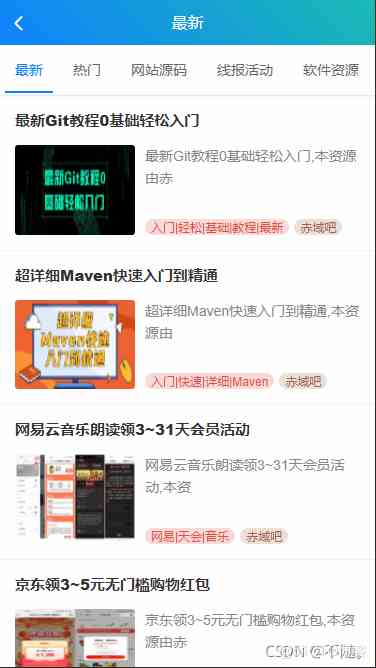 最新
最新 热门 网站源码 线报活动 软件资源
最新Git教程0基础轻松入门
最新Git教程0
基础轻松入门
最新Git教程0基础轻松入门,本资源
由赤
入门|轻松|基础|教程|最新 赤域吧
超详细Maven快速入门到精通
超详细
Maven快速
入门到精通
超详细Maven快速入门到精通,本资
源由
入门|快速|详细|Maven 赤域吧
网易云音乐朗读领3~31天会员活动
网易云音乐朗读领3~31天会员活
动,本资
网易|天会|音乐 赤域吧
京东领3~5元无门槛购物红包
京东领3~5元无门槛购物红包,本资
源由赤
CSDN @不